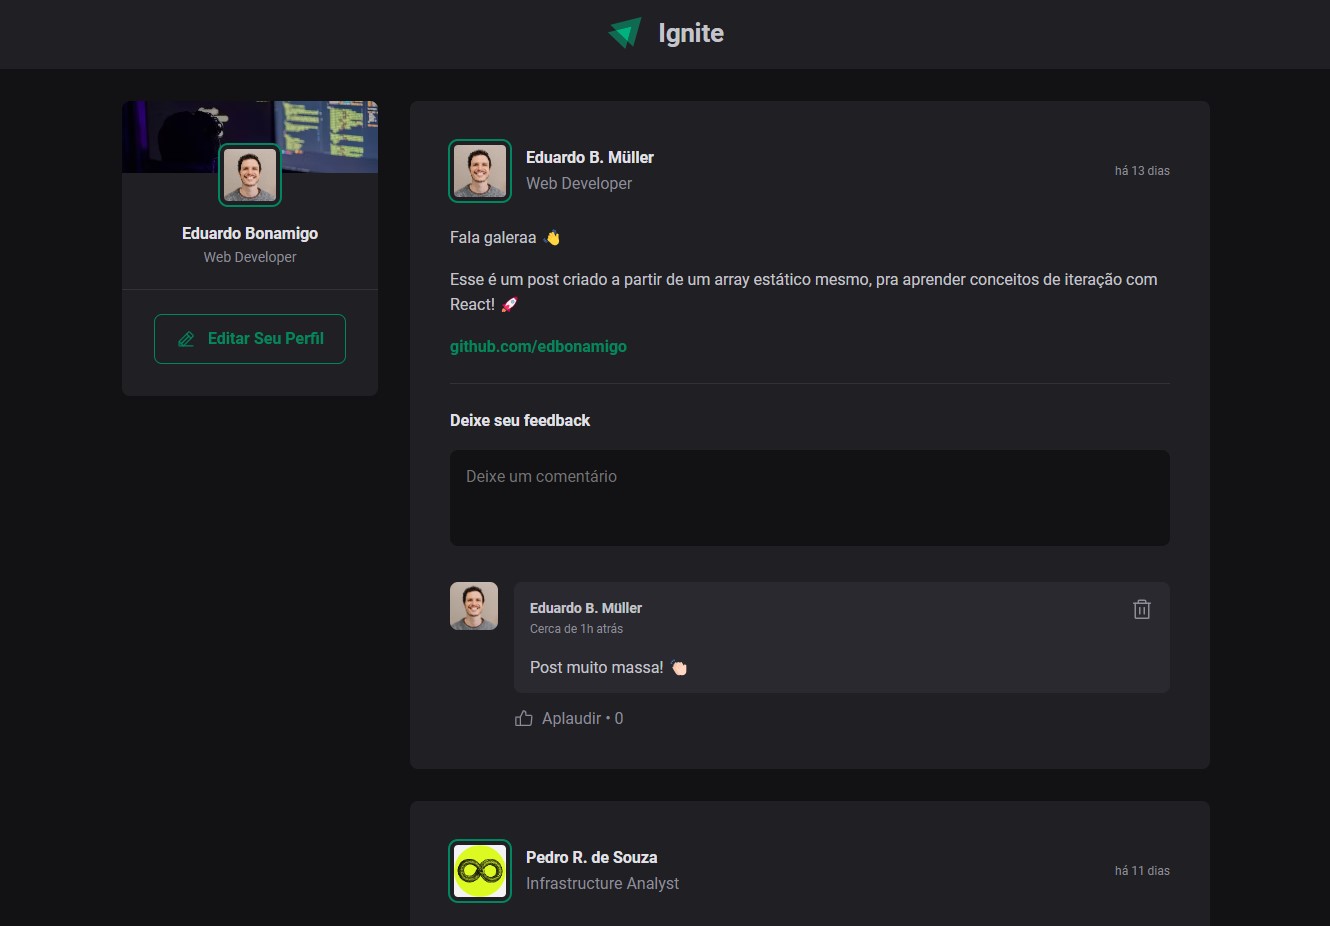 Ignite
Eduardo Bonamigo
Web Developer
Editar Seu Perfil
Eduardo B. Müller
Web Developer
há 13 dias
Fala galeraa 👋
Esse é um post criado a partir de um array estático mesmo, pra aprender conceitos de iteração com
React! 🚀
github.com/edbonamigo
Deixe seu feedback
Deixe um comentário
Eduardo B. Müller
Cerca de 1h atrás
Post muito massa! 👏🏻
Aplaudir • 0
Pedro R. de Souza
Infrastructure Analyst
há 11 dias